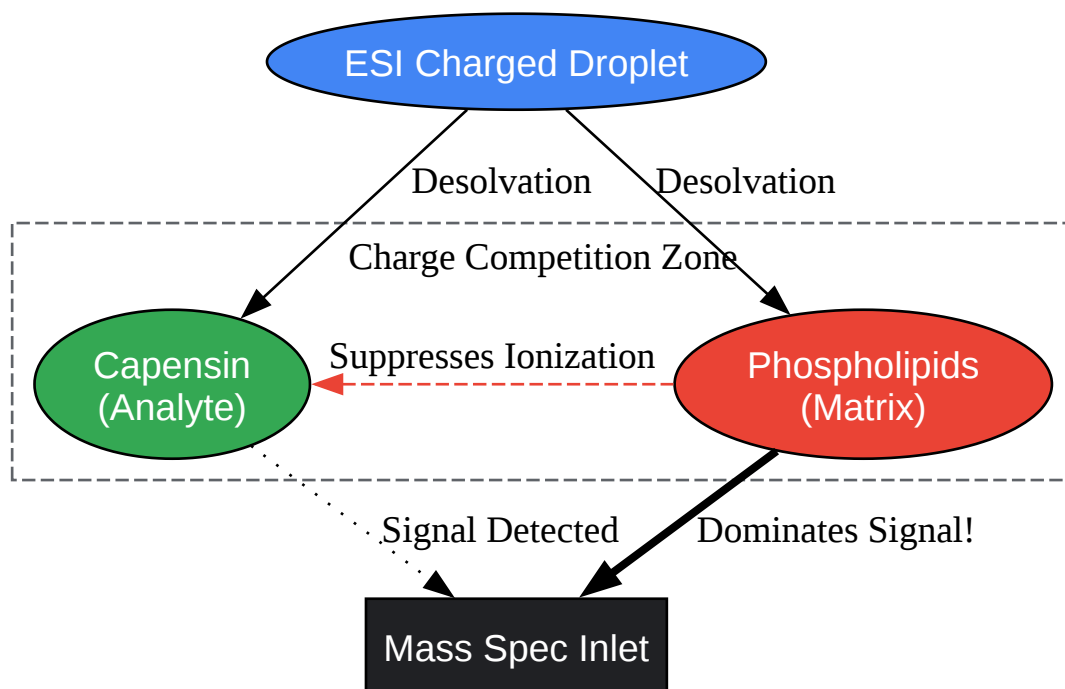 ESI Charged Droplet
Desolvation
Desolvation
Charge Competition Zone
Suppresses Ionization
Capensin
(Analyte)
Phospholipids
(Matrix)
Signal Detected
Dominates Signal!
Mass Spec Inlet